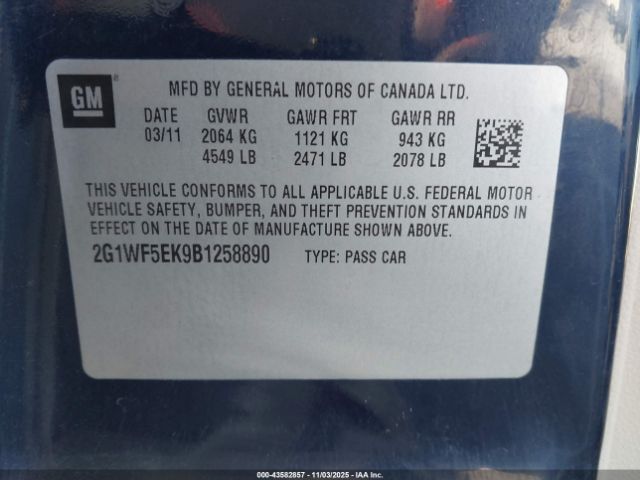 GM
MFD BY GENERAL MOTORS OF CANADA LTD.
DATE GVWR GAWR FRT GAWR RR
03/11 2064 KG 1121 KG 943 KG
4549 LB 2471 LB 2078 LB
THIS VEHICLE CONFORMS TO ALL APPLICABLE U.S. FEDERAL MOTOR
VEHICLE SAFETY, BUMPER, AND THEFT PREVENTION STANDARDS IN
EFFECT ON THE DATE OF MANUFACTURE SHOWN ABOVE.
2G1WF5EK9B1258890 TYPE: PASS CAR
000-43582857 - 11/03/2025 - IAA Inc.